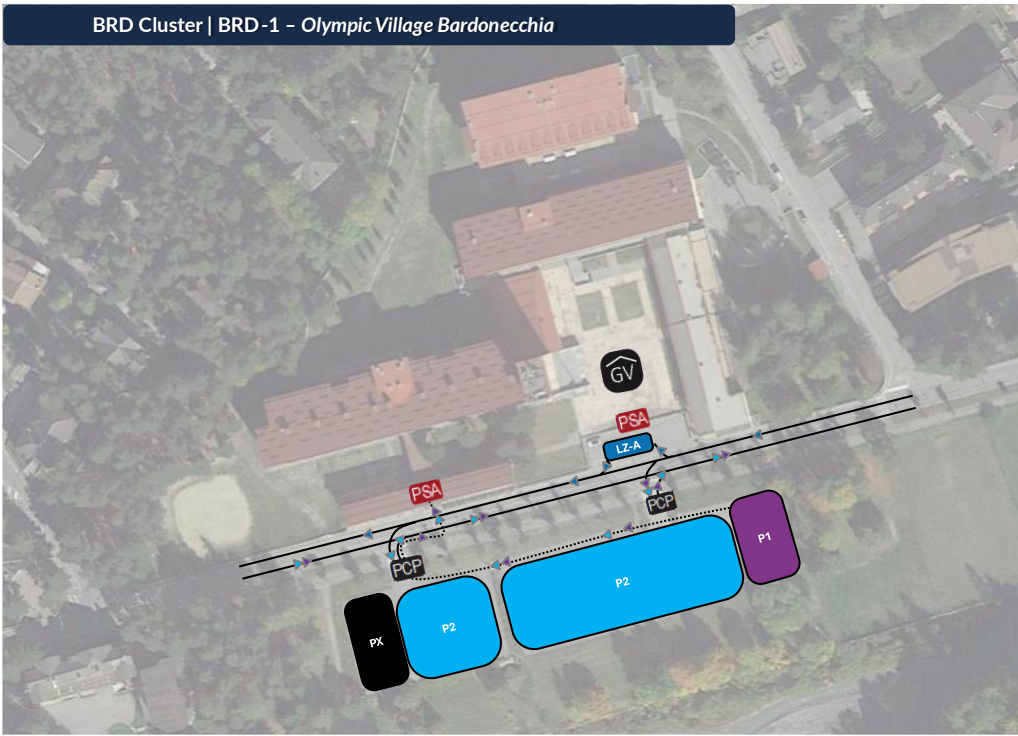 BRD Cluster | BRD-1 – Olympic Village Bardonecchia
GV
PSA
LZ-A
PSA
PCP
PCP
P1
P2
P2
PX